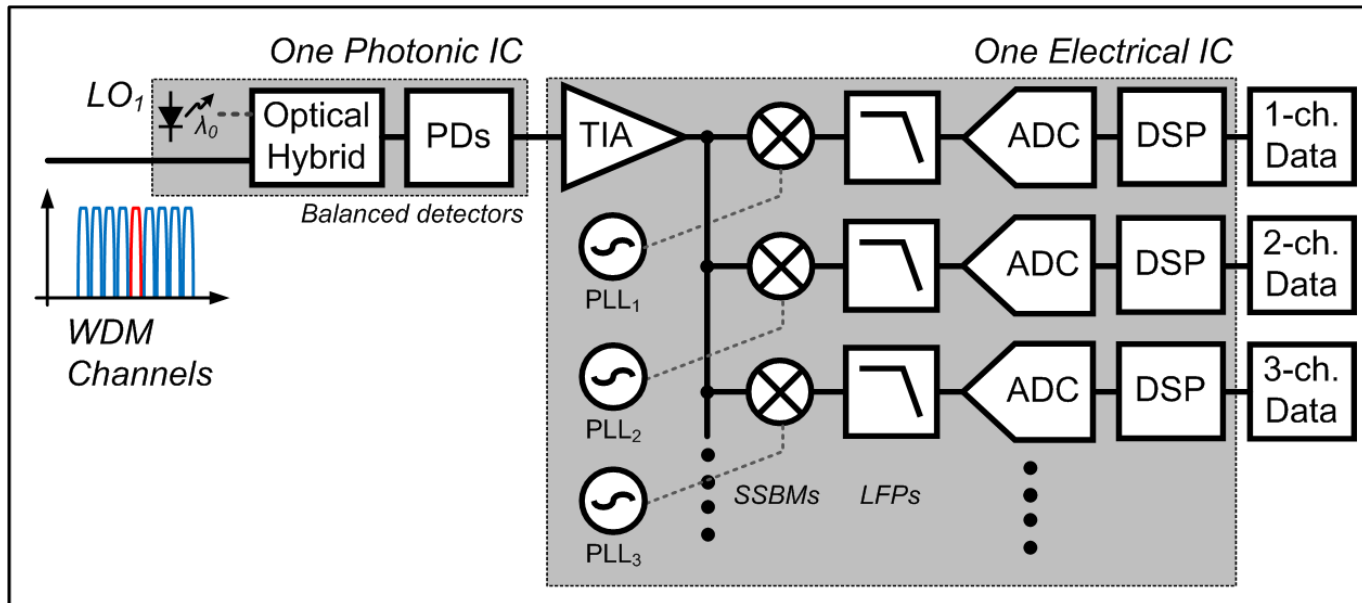 One Photonic IC
One Electrical IC
LO₁
λ₀
Optical
Hybrid
PDs
TIA
ADC
DSP
1-ch.
Data
Balanced detectors
PLL₁
ADC
DSP
2-ch.
Data
WDM
Channels
PLL₂
ADC
DSP
3-ch.
Data
SSBMs
LFPs
PLL₃